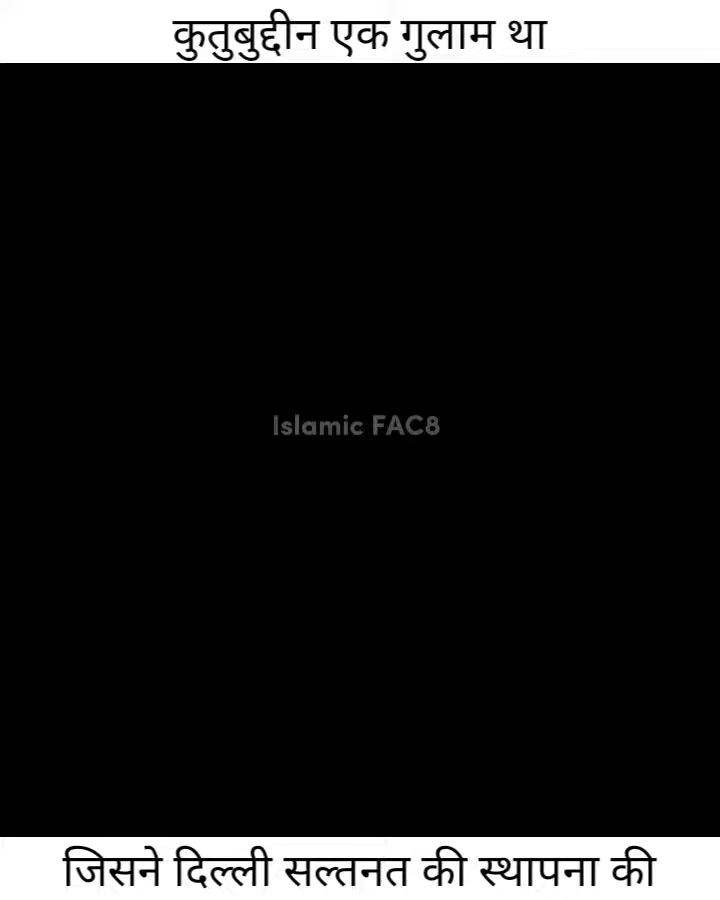 कुतुबुद्दीन एक गुलाम था
Islamic FAC8
जिसने दिल्ली सल्तनत की स्थापना की